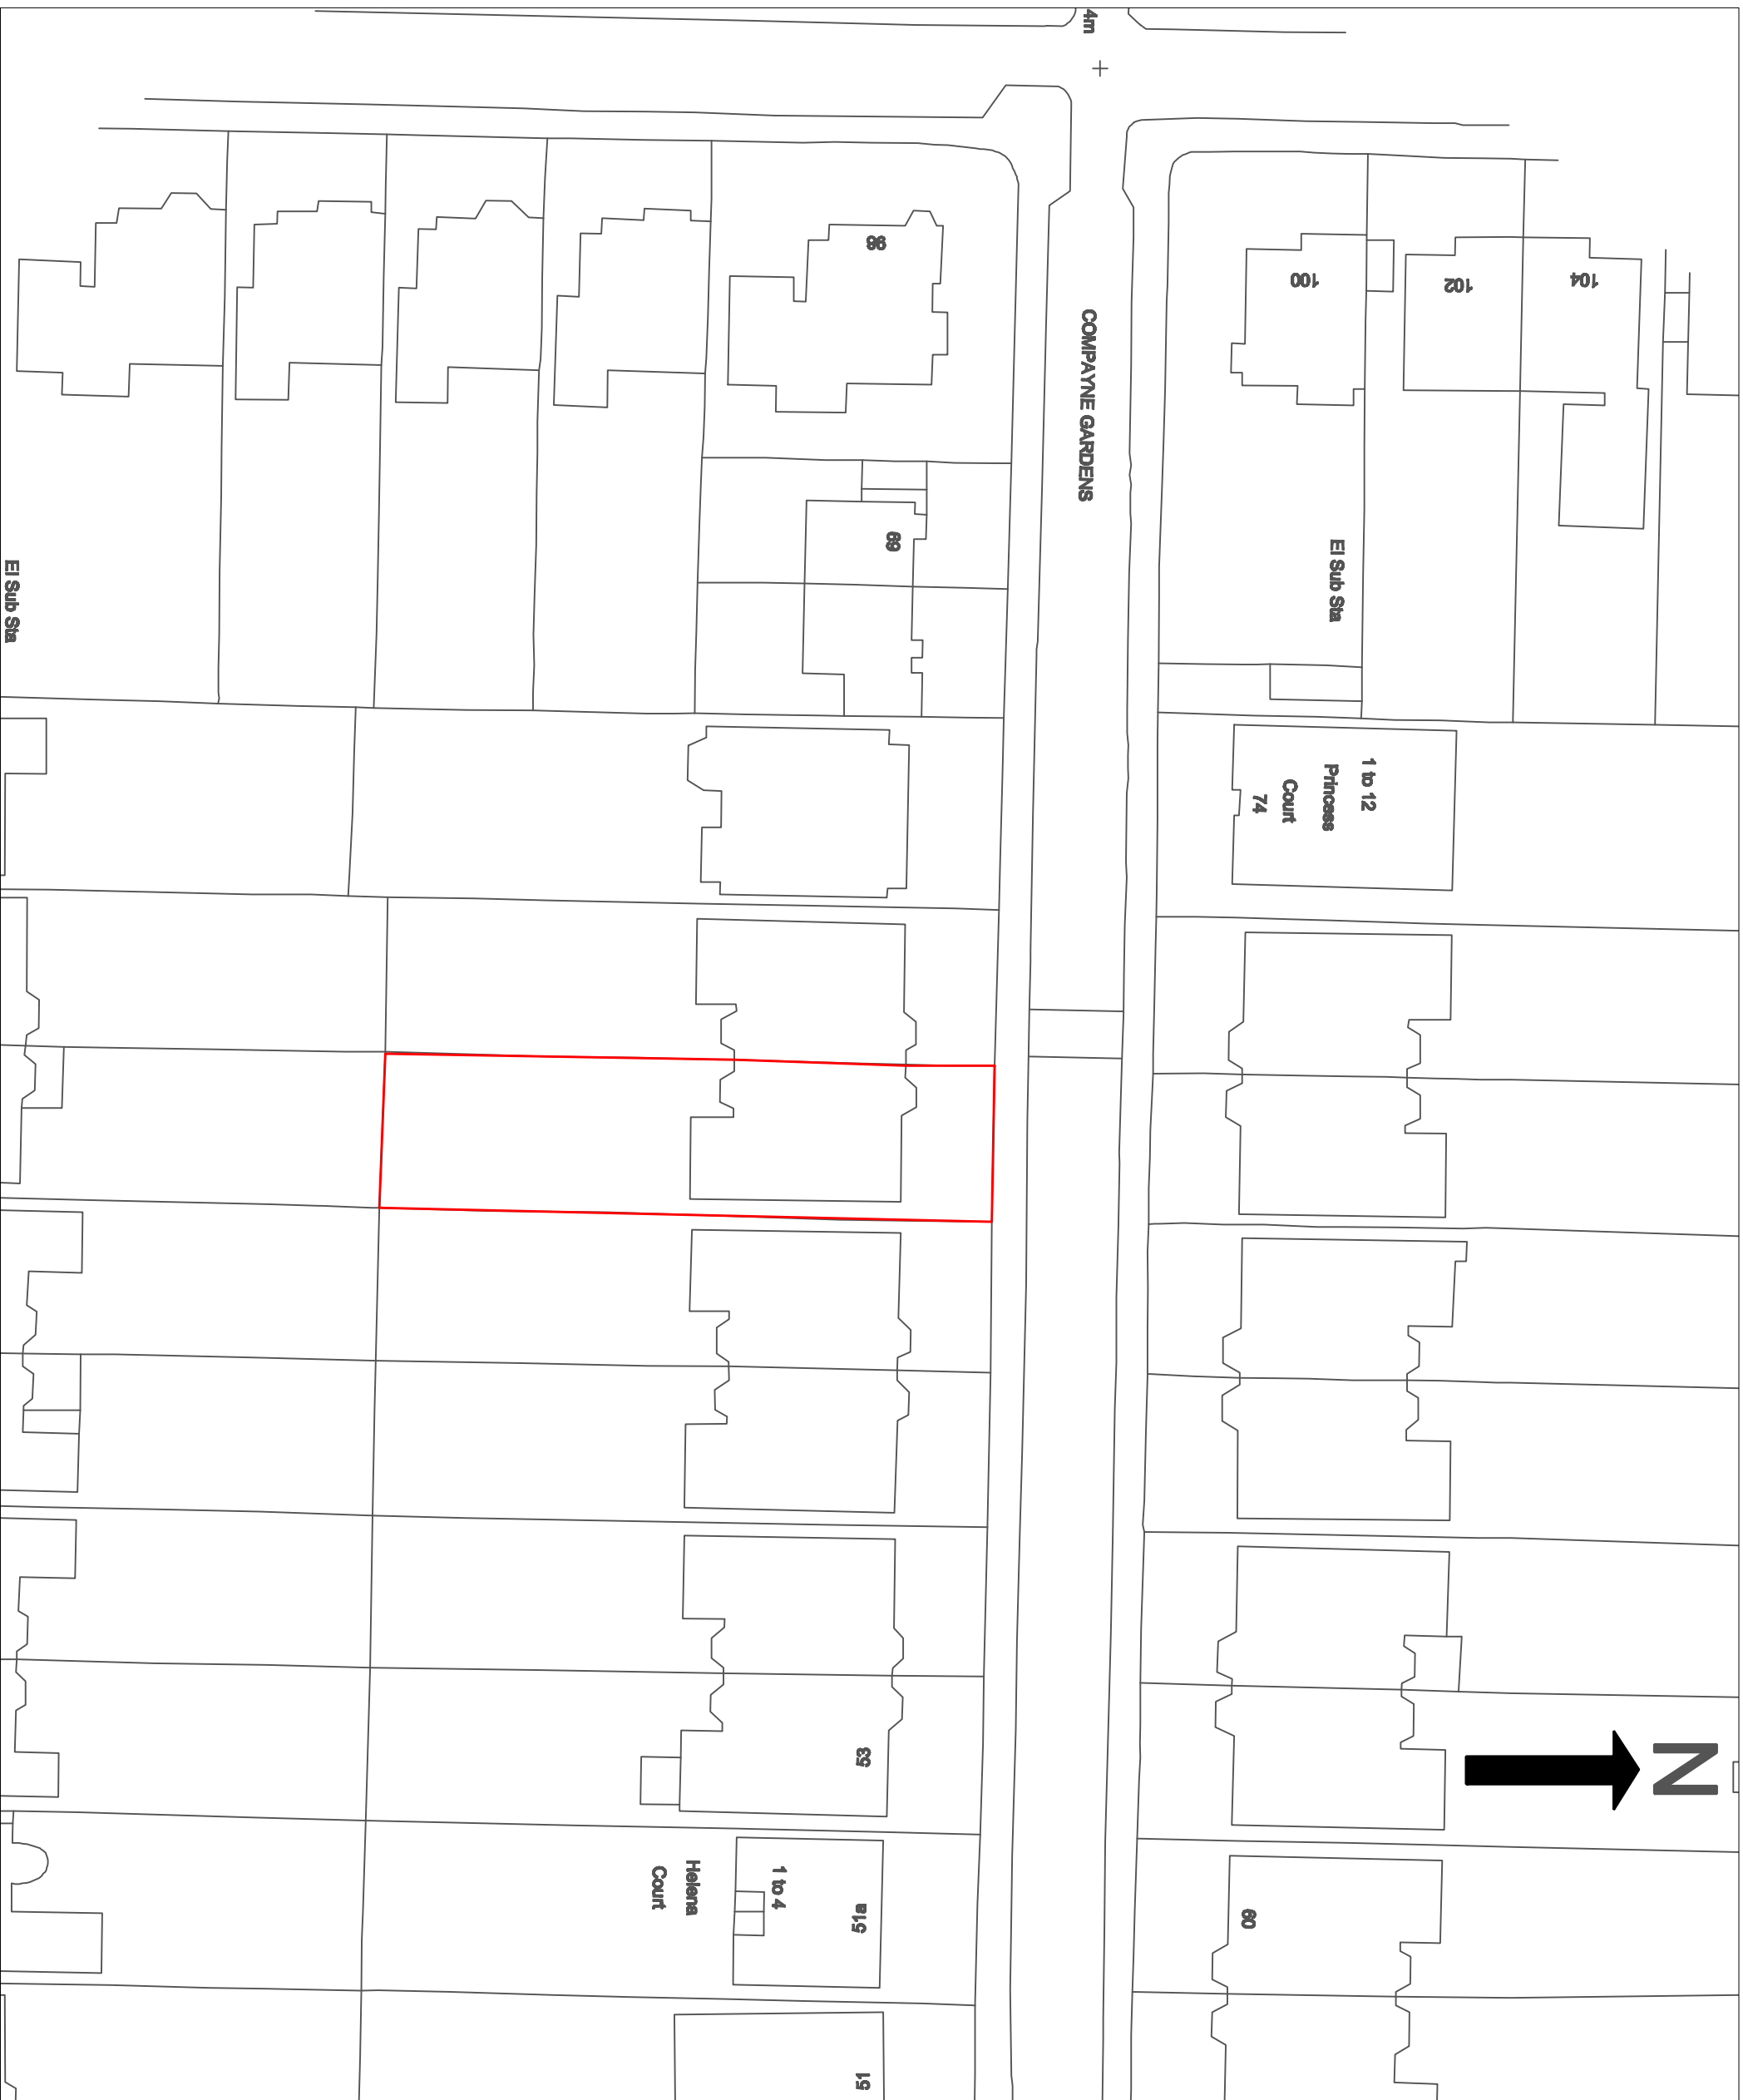 4m
98
100
102
104
COMPAYNE GARDENS
69
El Sub Sta
El Sub Sta
1 to 12
Princess
Court
74
N
53
1 to 4
Helena
Court
51a
60
51